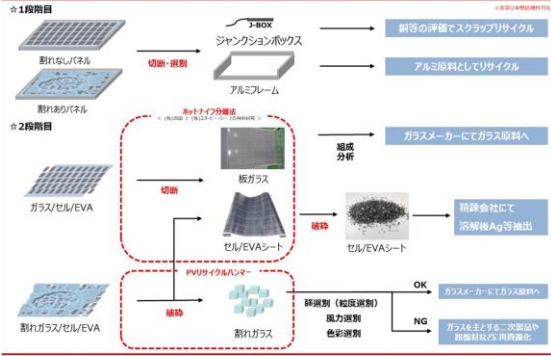 ☆1段階目
割れなしパネル
割れありパネル
切断・選別
J-BOX
ジャンクションボックス
アルミフレーム
銅等の評価でスクラップリサイクル
アルミ原料としてリサイクル
☆2段階目
ホットナイフ分離法
ガラス/セル/EVA
切断
板ガラス
セル/EVAシート
組成
分析
ガラスメーカーにてガラス原料へ
破砕
セル/EVAシート
精錬会社にて
溶解後Ag等抽出
PVリサイクルハンマー
割れガラス/セル/EVA
破砕
割れガラス
篩選別（粒度選別）
風力選別
色彩選別
OK
ガラスメーカーにてガラス原料へ
NG
ガラスを主とする二次製品や